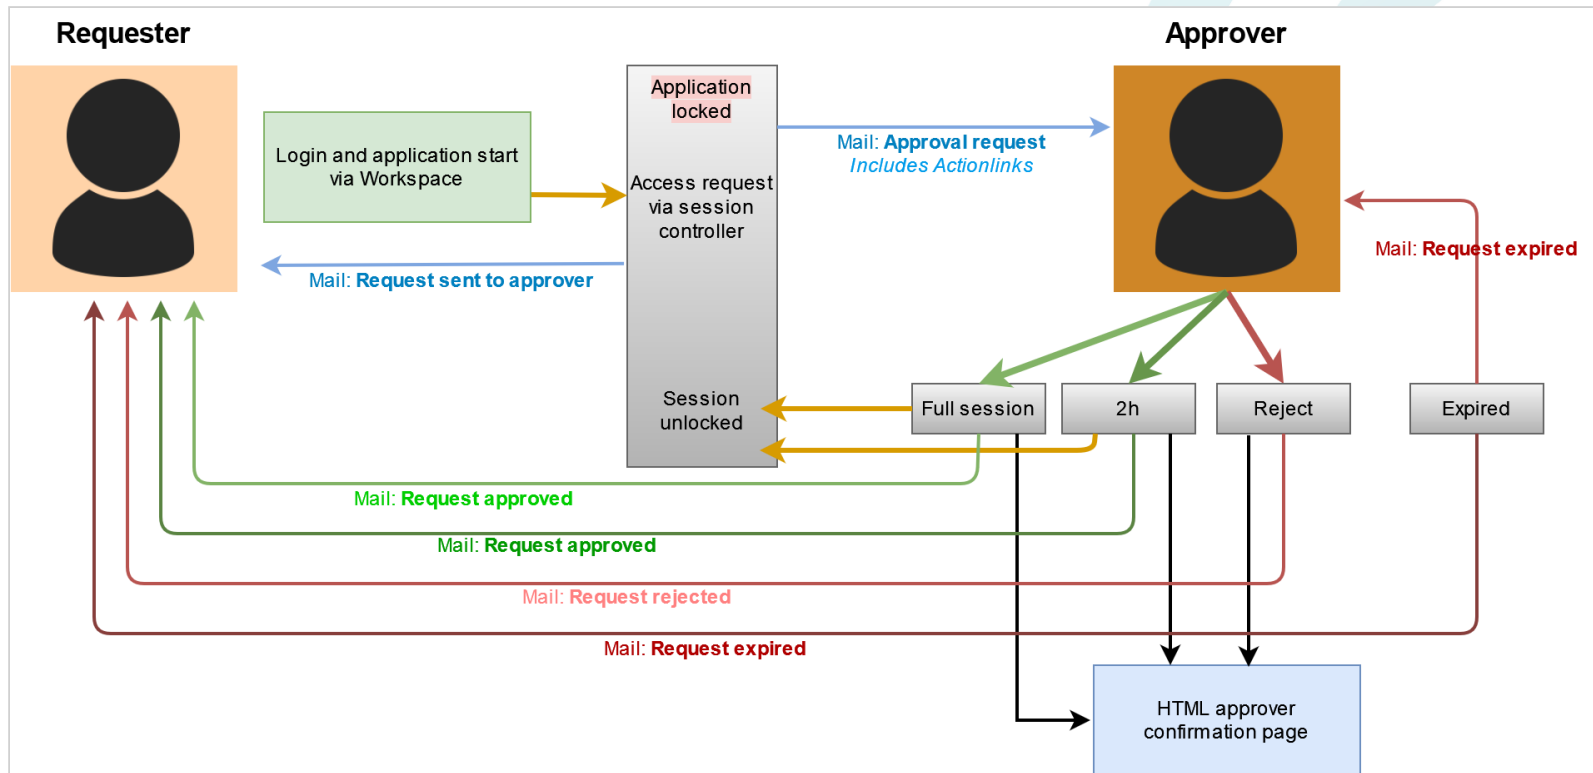 Requester
Approver
Application
locked
Login and application start
via Workspace
Mail: Approval request
Includes Actionlinks
Access request
via session
controller
Mail: Request expired
Mail: Request sent to approver
Session
unlocked
Full session
2h
Reject
Expired
Mail: Request approved
Mail: Request approved
Mail: Request rejected
Mail: Request expired
HTML approver
confirmation page